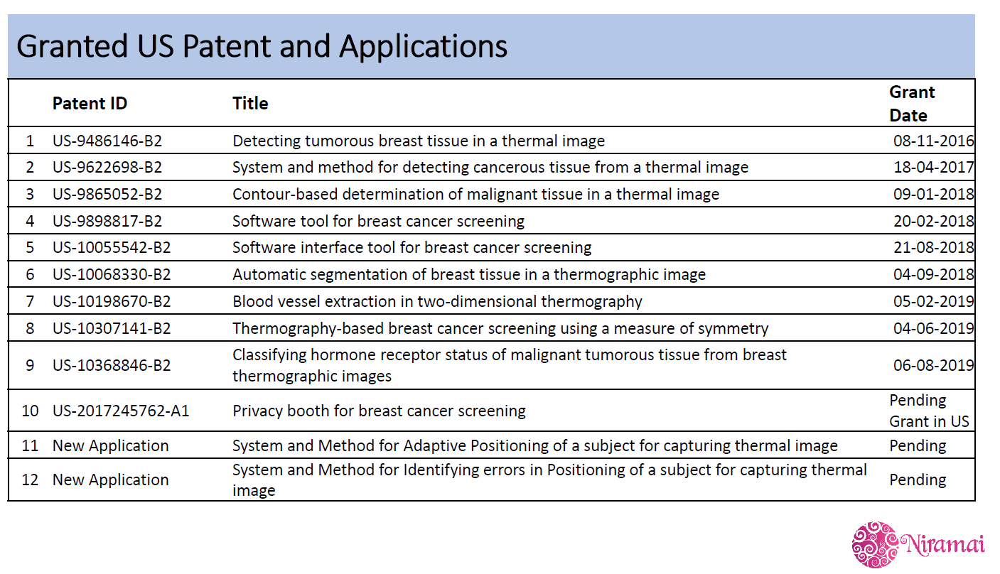 Granted US Patent and Applications
Patent ID Title Grant Date
1 US-9486146-B2 Detecting tumorous breast tissue in a thermal image 08-11-2016
2 US-9622698-B2 System and method for detecting cancerous tissue from a thermal image 18-04-2017
3 US-9865052-B2 Contour-based determination of malignant tissue in a thermal image 09-01-2018
4 US-9898817-B2 Software tool for breast cancer screening 20-02-2018
5 US-10055542-B2 Software interface tool for breast cancer screening 21-08-2018
6 US-10068330-B2 Automatic segmentation of breast tissue in a thermographic image 04-09-2018
7 US-10198670-B2 Blood vessel extraction in two-dimensional thermography 05-02-2019
8 US-10307141-B2 Thermography-based breast cancer screening using a measure of symmetry 04-06-2019
9 US-10368846-B2 Classifying hormone receptor status of malignant tumorous tissue from breast
thermographic images 06-08-2019
10 US-2017245762-A1 Privacy booth for breast cancer screening Pending
Grant in US
11 New Application System and Method for Adaptive Positioning of a subject for capturing thermal image Pending
12 New Application System and Method for Identifying errors in Positioning of a subject for capturing thermal
image Pending
Niramai